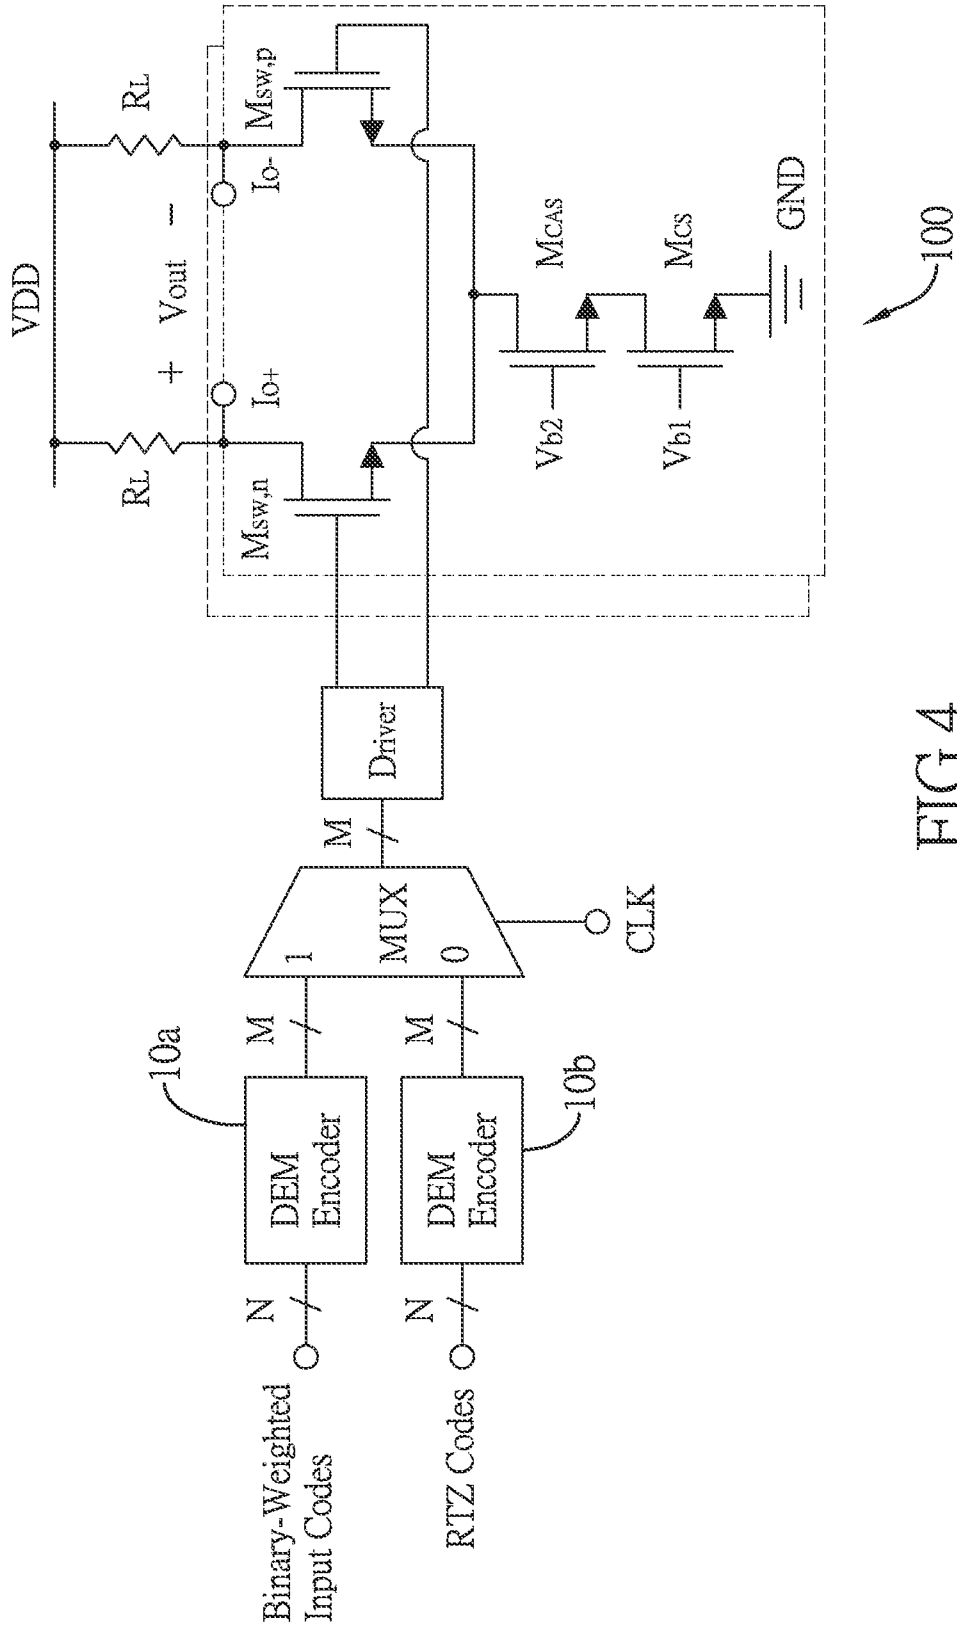 Binary-Weighted
Input Codes
N
DEM
Encoder
10a
M
RTZ Codes
N
DEM
Encoder
10b
M
1
MUX
0
CLK
M
Driver
VDD
RL
RL
+ Vout −
Io+
Io-
Msw,n
Msw,p
Vb2
MCAS
Vb1
MCS
GND
100
FIG 4